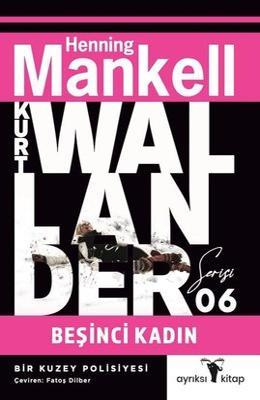 Henning
Mankell
KURT
WAL
LAN
DER
Serisi
06
BEŞİNCİ KADIN
BİR KUZEY POLİSİYESİ
Çeviren: Fatoş Dilber
ayrıksı kitap